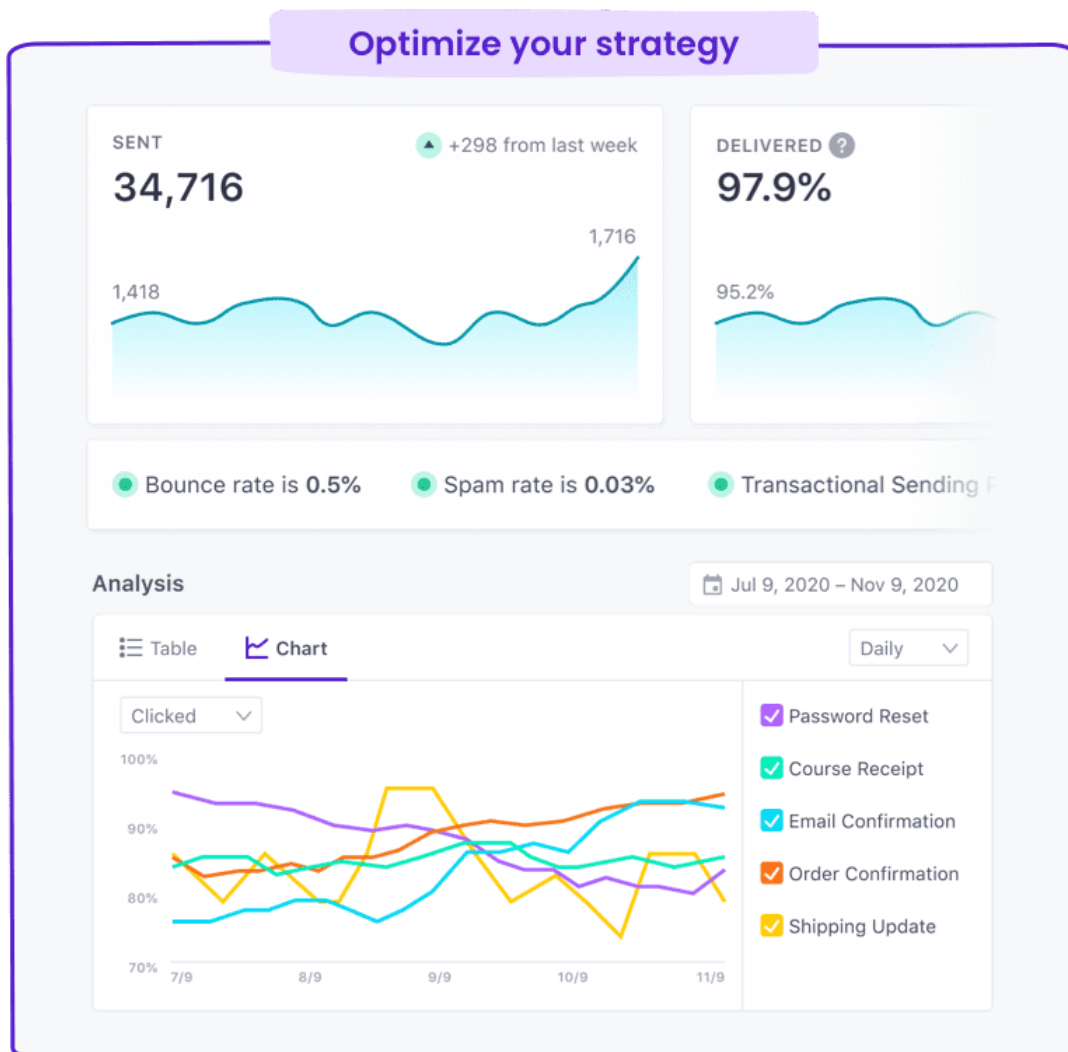 Optimize your strategy
SENT
+298 from last week
34,716
1,418
1,716
DELIVERED ?
97.9%
95.2%
Bounce rate is 0.5%
Spam rate is 0.03%
Transactional Sending
Analysis
Jul 9, 2020 – Nov 9, 2020
Table
Chart
Daily
Clicked
100%
90%
80%
70%
7/9
8/9
9/9
10/9
11/9
Password Reset
Course Receipt
Email Confirmation
Order Confirmation
Shipping Update